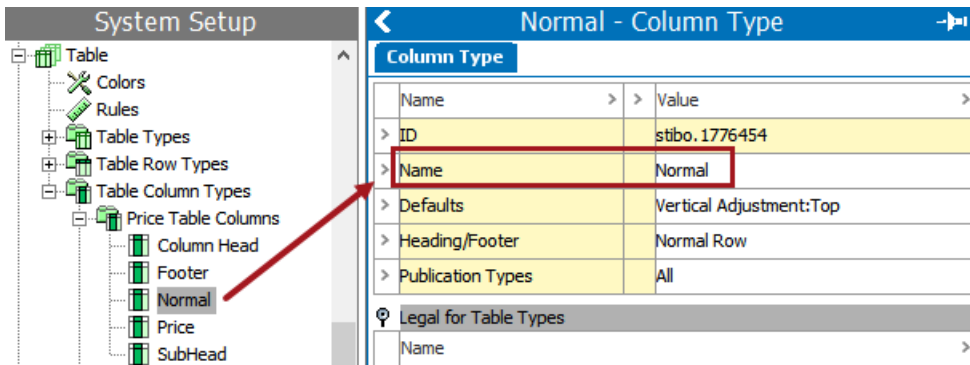 System Setup
Table
Colors
Rules
Table Types
Table Row Types
Table Column Types
Price Table Columns
Column Head
Footer
Normal
Price
SubHead
Normal - Column Type
Column Type
Name > > Value >
> ID stibo.1776454
> Name Normal
> Defaults Vertical Adjustment:Top
> Heading/Footer Normal Row
> Publication Types All
Legal for Table Types
Name >